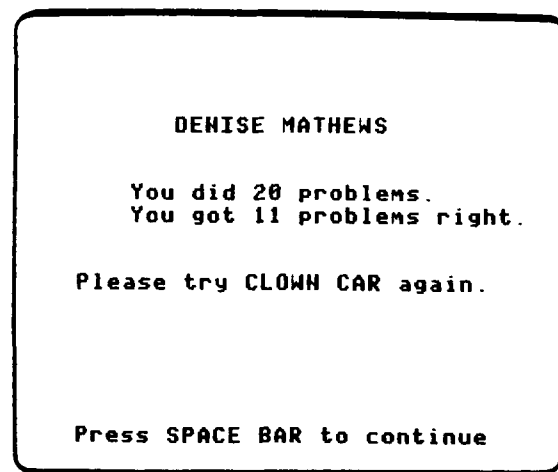 DENISE MATHEWS
You did 20 problems.
You got 11 problems right.
Please try CLOWN CAR again.
Press SPACE BAR to continue